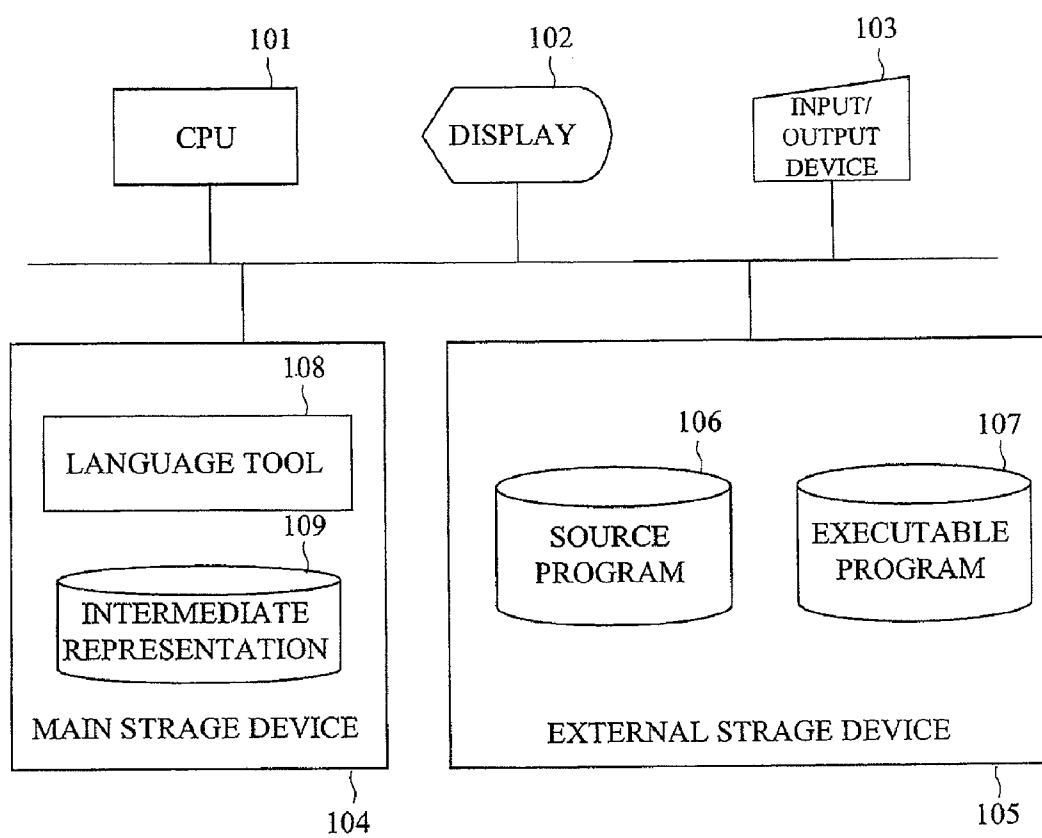 101
102
103
CPU
DISPLAY
INPUT/
OUTPUT
DEVICE
108
LANGUAGE TOOL
109
INTERMEDIATE
REPRESENTATION
MAIN STRAGE DEVICE
104
106
SOURCE
PROGRAM
107
EXECUTABLE
PROGRAM
EXTERNAL STRAGE DEVICE
105